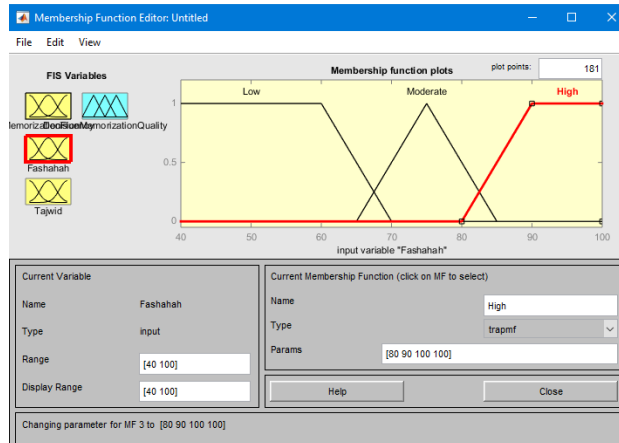 Membership Function Editor: Untitled
File Edit View
FIS Variables
Membership function plots
plot points: 181
Low Moderate High
1
0.5
0
40 50 60 70 80 90 100
input variable "Fashahah"
MemorizationQuality
Fashahah
Tajwid
Current Variable
Name Fashahah
Type input
Range [40 100]
Display Range [40 100]
Current Membership Function (click on MF to select)
Name High
Type trapmf
Params [80 90 100 100]
Help Close
Changing parameter for MF 3 to [80 90 100 100]